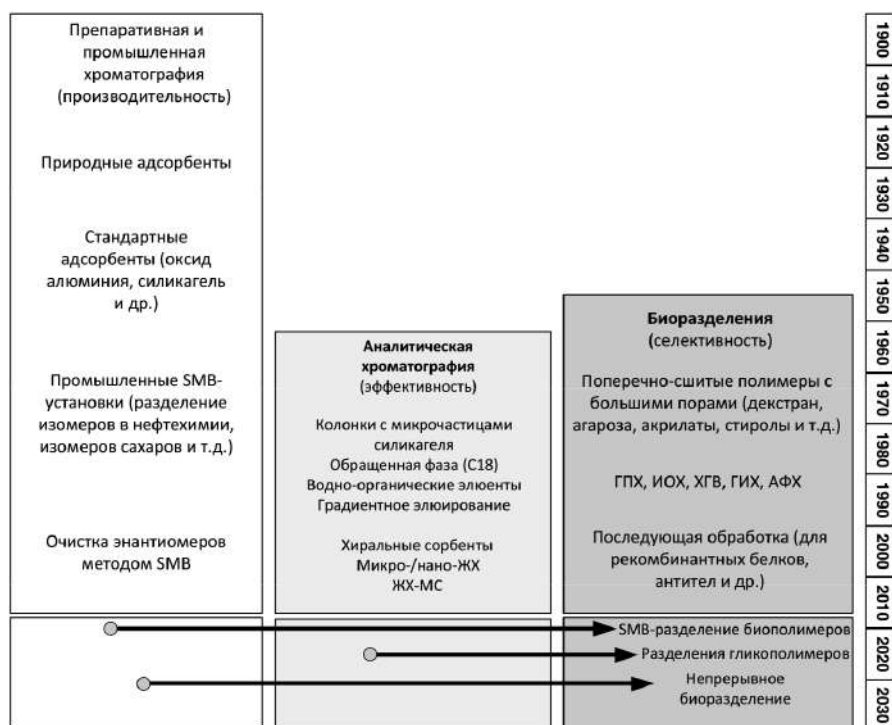 Препаративная и
промышленная
хроматография
(производительность)
Природные адсорбенты
Стандартные
адсорбенты (оксид
алюминия, силикагель
и др.)
Промышленные SMB-
установки (разделение
изомеров в нефтехимии,
изомеров сахаров и т.д.)
Очистка энантиомеров
методом SMB
Аналитическая
хроматография
(эффективность)
Колонки с микрочастицами
силикагеля
Обращенная фаза (C18)
Водно-органические элюенты
Градиентное элюирование
Хиральные сорбенты
Микро-/нано-ЖХ
ЖХ-МС
Биоразделения
(селективность)
Поперечно-сшитые полимеры с
большими порами (декстран,
агароза, акрилаты, стиролы и т.д.)
ГПХ, ИОХ, ХГВ, ГИХ, АФХ
Последующая обработка (для
рекомбинантных белков,
антител и др.)
SMB-разделение биополимеров
Разделения гликополимеров
Непрерывное
биоразделение
1900
1910
1920
1930
1940
1950
1960
1970
1980
1990
2000
2010
2020
2030